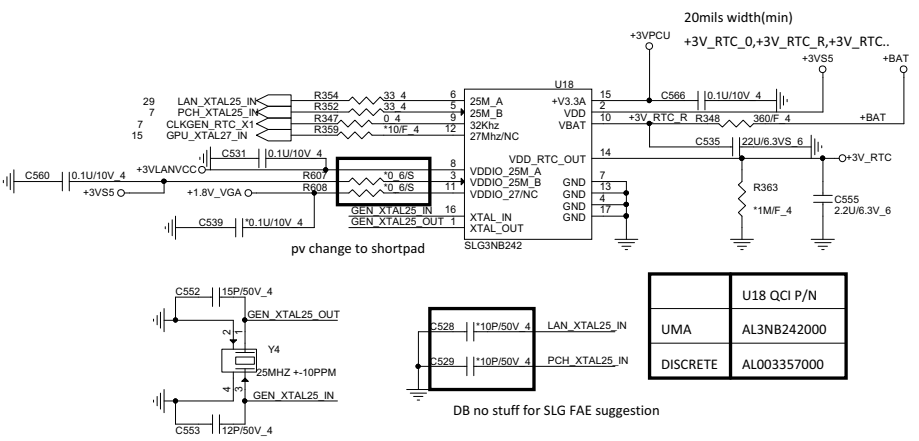 20mils width(min)
+3VPCU
+3V_RTC_0,+3V_RTC_R,+3V_RTC..
+3VS5
+BAT
U18
29 LAN_XTAL25_IN R354 33_4 6 25M_A +V3.3A 15 C566 0.1U/10V_4
7 PCH_XTAL25_IN R352 33_4 5 25M_B VDD 2
7 CLKGEN_RTC_X1 R347 0_4 9 32Khz VBAT 10 +3V_RTC_R R348 360/F_4 +BAT
15 GPU_XTAL27_IN R359 *10/F_4 12 27Mhz/NC
C535 22U/6.3VS_6
C531 0.1U/10V_4
VDD_RTC_OUT 14 +3V_RTC
+3VLANVCC 8 VDDIO_25M_A
C560 0.1U/10V_4 R607 *0_6/S 3 VDDIO_25M_B GND 7
+3VS5 +1.8V_VGA R608 *0_6/S 11 VDDIO_27/NC GND 13
GND 4
GEN_XTAL25_IN 16 XTAL_IN GND 17
C539 *0.1U/10V_4 GEN_XTAL25_OUT 1 XTAL_OUT
R363
*1M/F_4
C555
2.2U/6.3V_6
SLG3NB242
pv change to shortpad
C552 15P/50V_4
GEN_XTAL25_OUT
2 1
Y4
25MHZ +-10PPM
4 3
GEN_XTAL25_IN
C553 12P/50V_4
C528 *10P/50V_4 LAN_XTAL25_IN
C529 *10P/50V_4 PCH_XTAL25_IN
DB no stuff for SLG FAE suggestion
U18 QCI P/N
UMA AL3NB242000
DISCRETE AL003357000